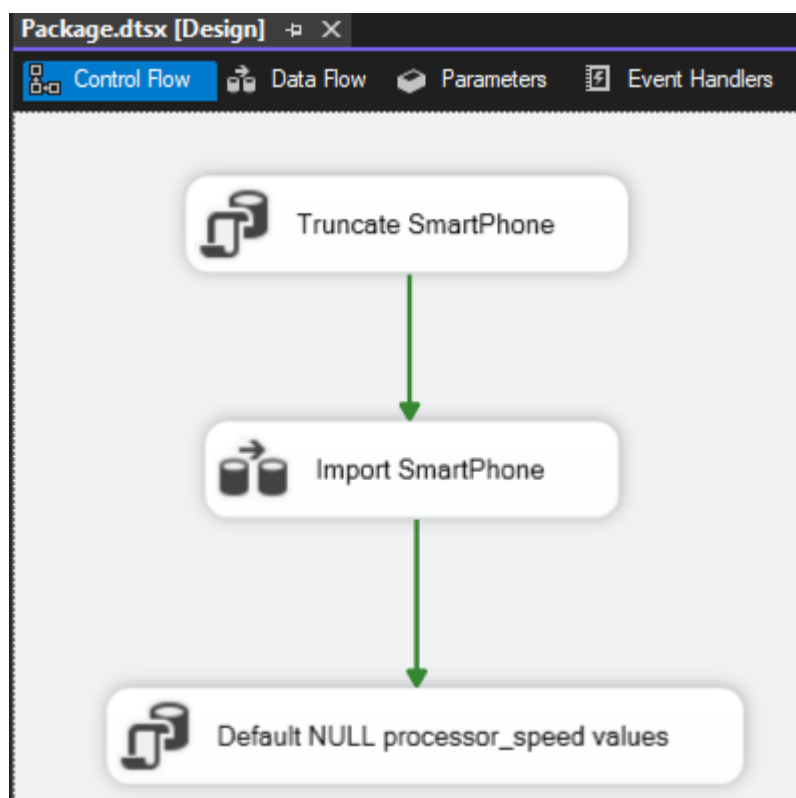 Package.dtsx [Design]
Control Flow Data Flow Parameters Event Handlers
Truncate SmartPhone
Import SmartPhone
Default NULL processor_speed values